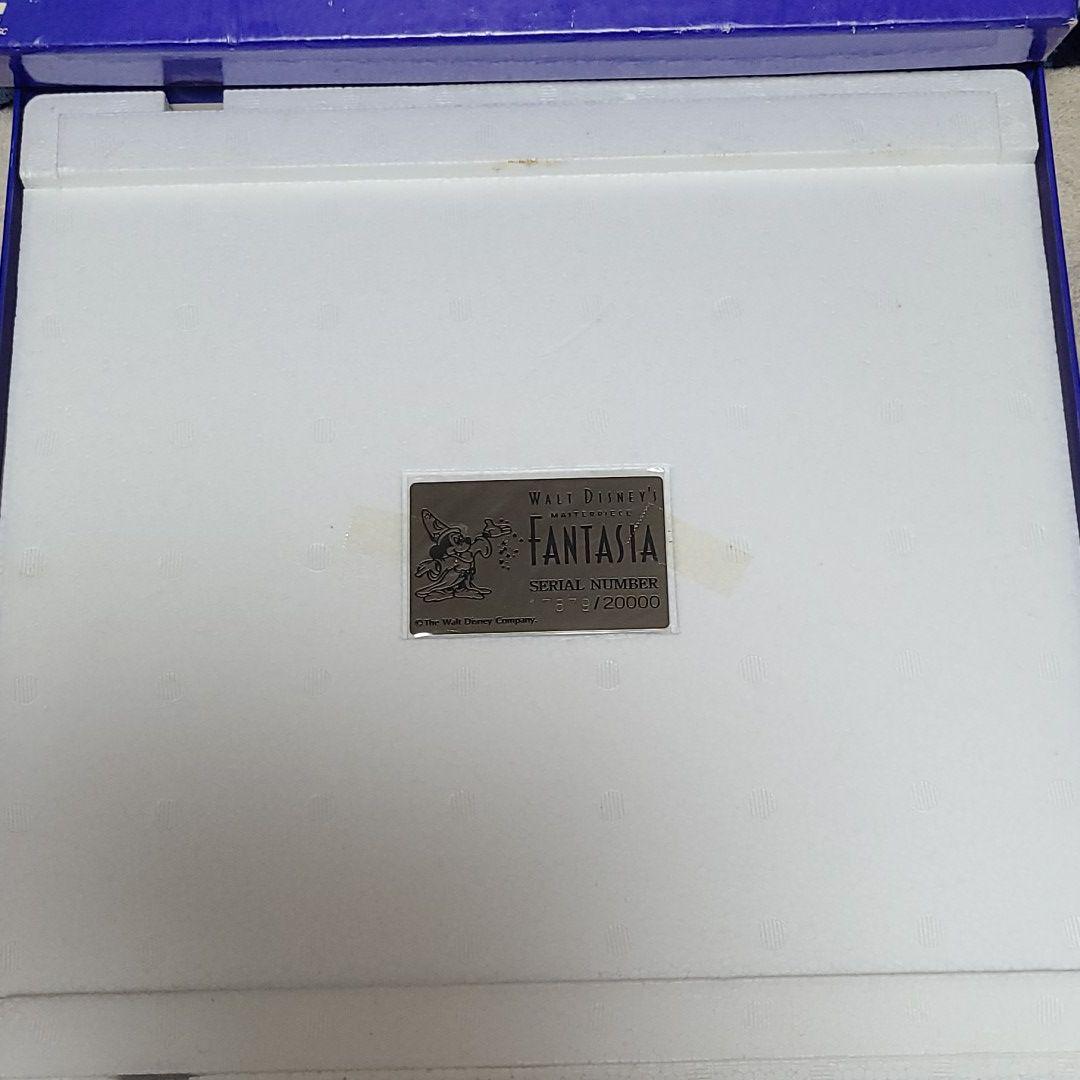 WALT DISNEY'S
MASTERPIECE
FANTASIA
SERIAL NUMBER
/20000
©The Walt Disney Company.